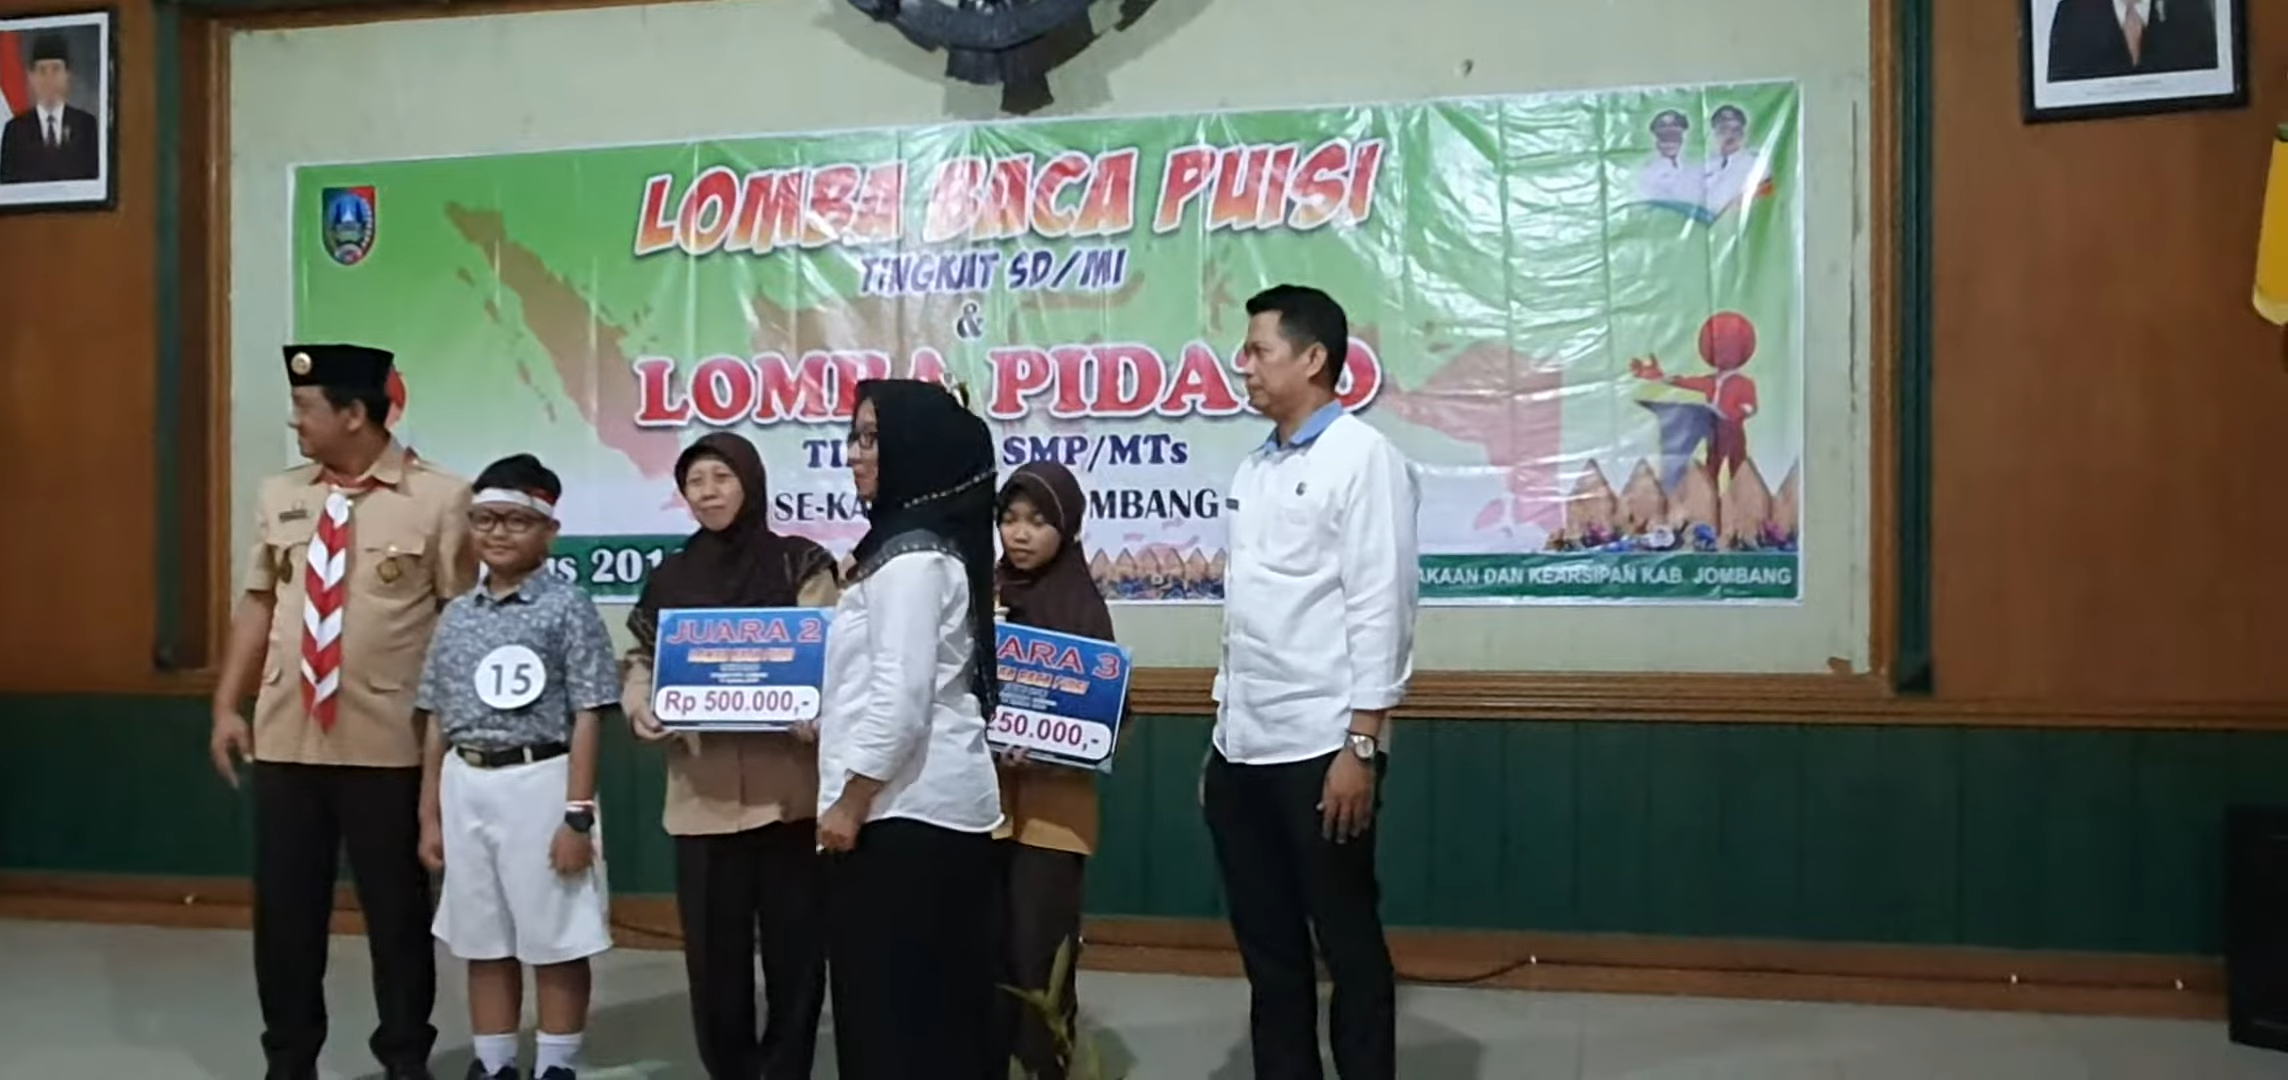 LOMBA BACA PUISI
TINGKAT SD/MI
&
LOMBA PIDATO
SMP/MTs
OMBANG
AKAAN DAN KEARSIPAN KAB. JOMBANG
15
JUARA 2
Rp 500.000,-
ARA 3
250.000,-